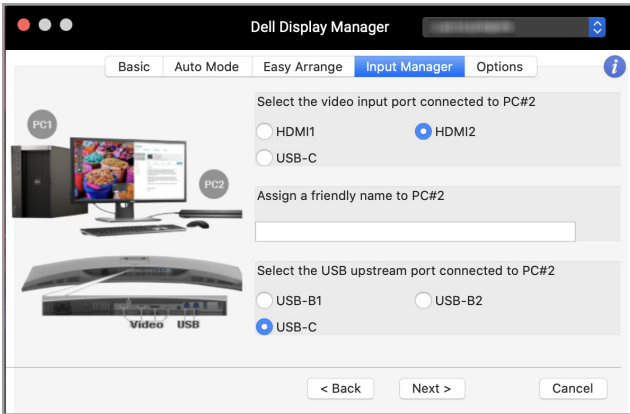 Dell Display Manager
Basic Auto Mode Easy Arrange Input Manager Options i
Select the video input port connected to PC#2
HDMI1 HDMI2
USB-C
PC1
PC2
Assign a friendly name to PC#2
Select the USB upstream port connected to PC#2
USB-B1 USB-B2
USB-C
Video USB
< Back Next > Cancel